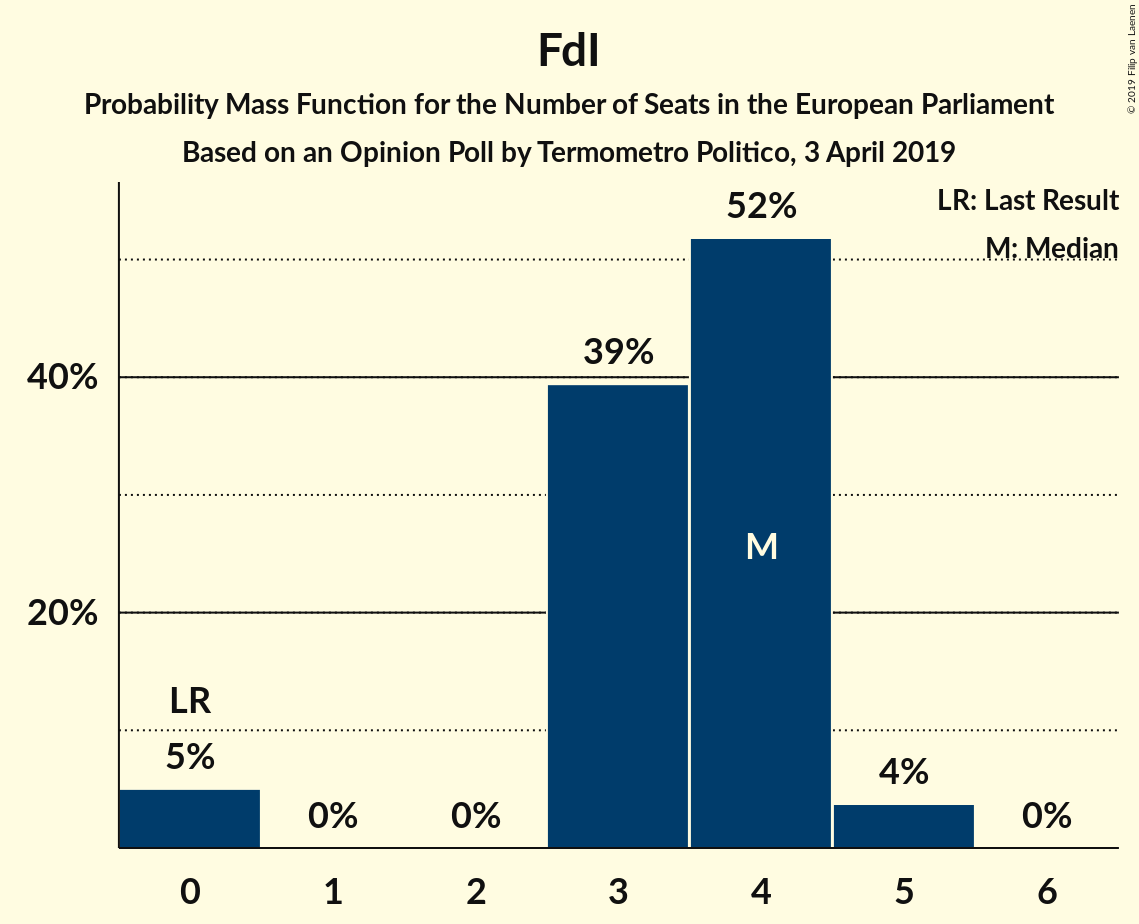 FdI
Probability Mass Function for the Number of Seats in the European Parliament
Based on an Opinion Poll by Termometro Politico, 3 April 2019
© 2019 Filip van Laenen
LR: Last Result
M: Median
52%
39%
40%
M
20%
LR
5%
0%
0%
4%
0%
0 1 2 3 4 5 6